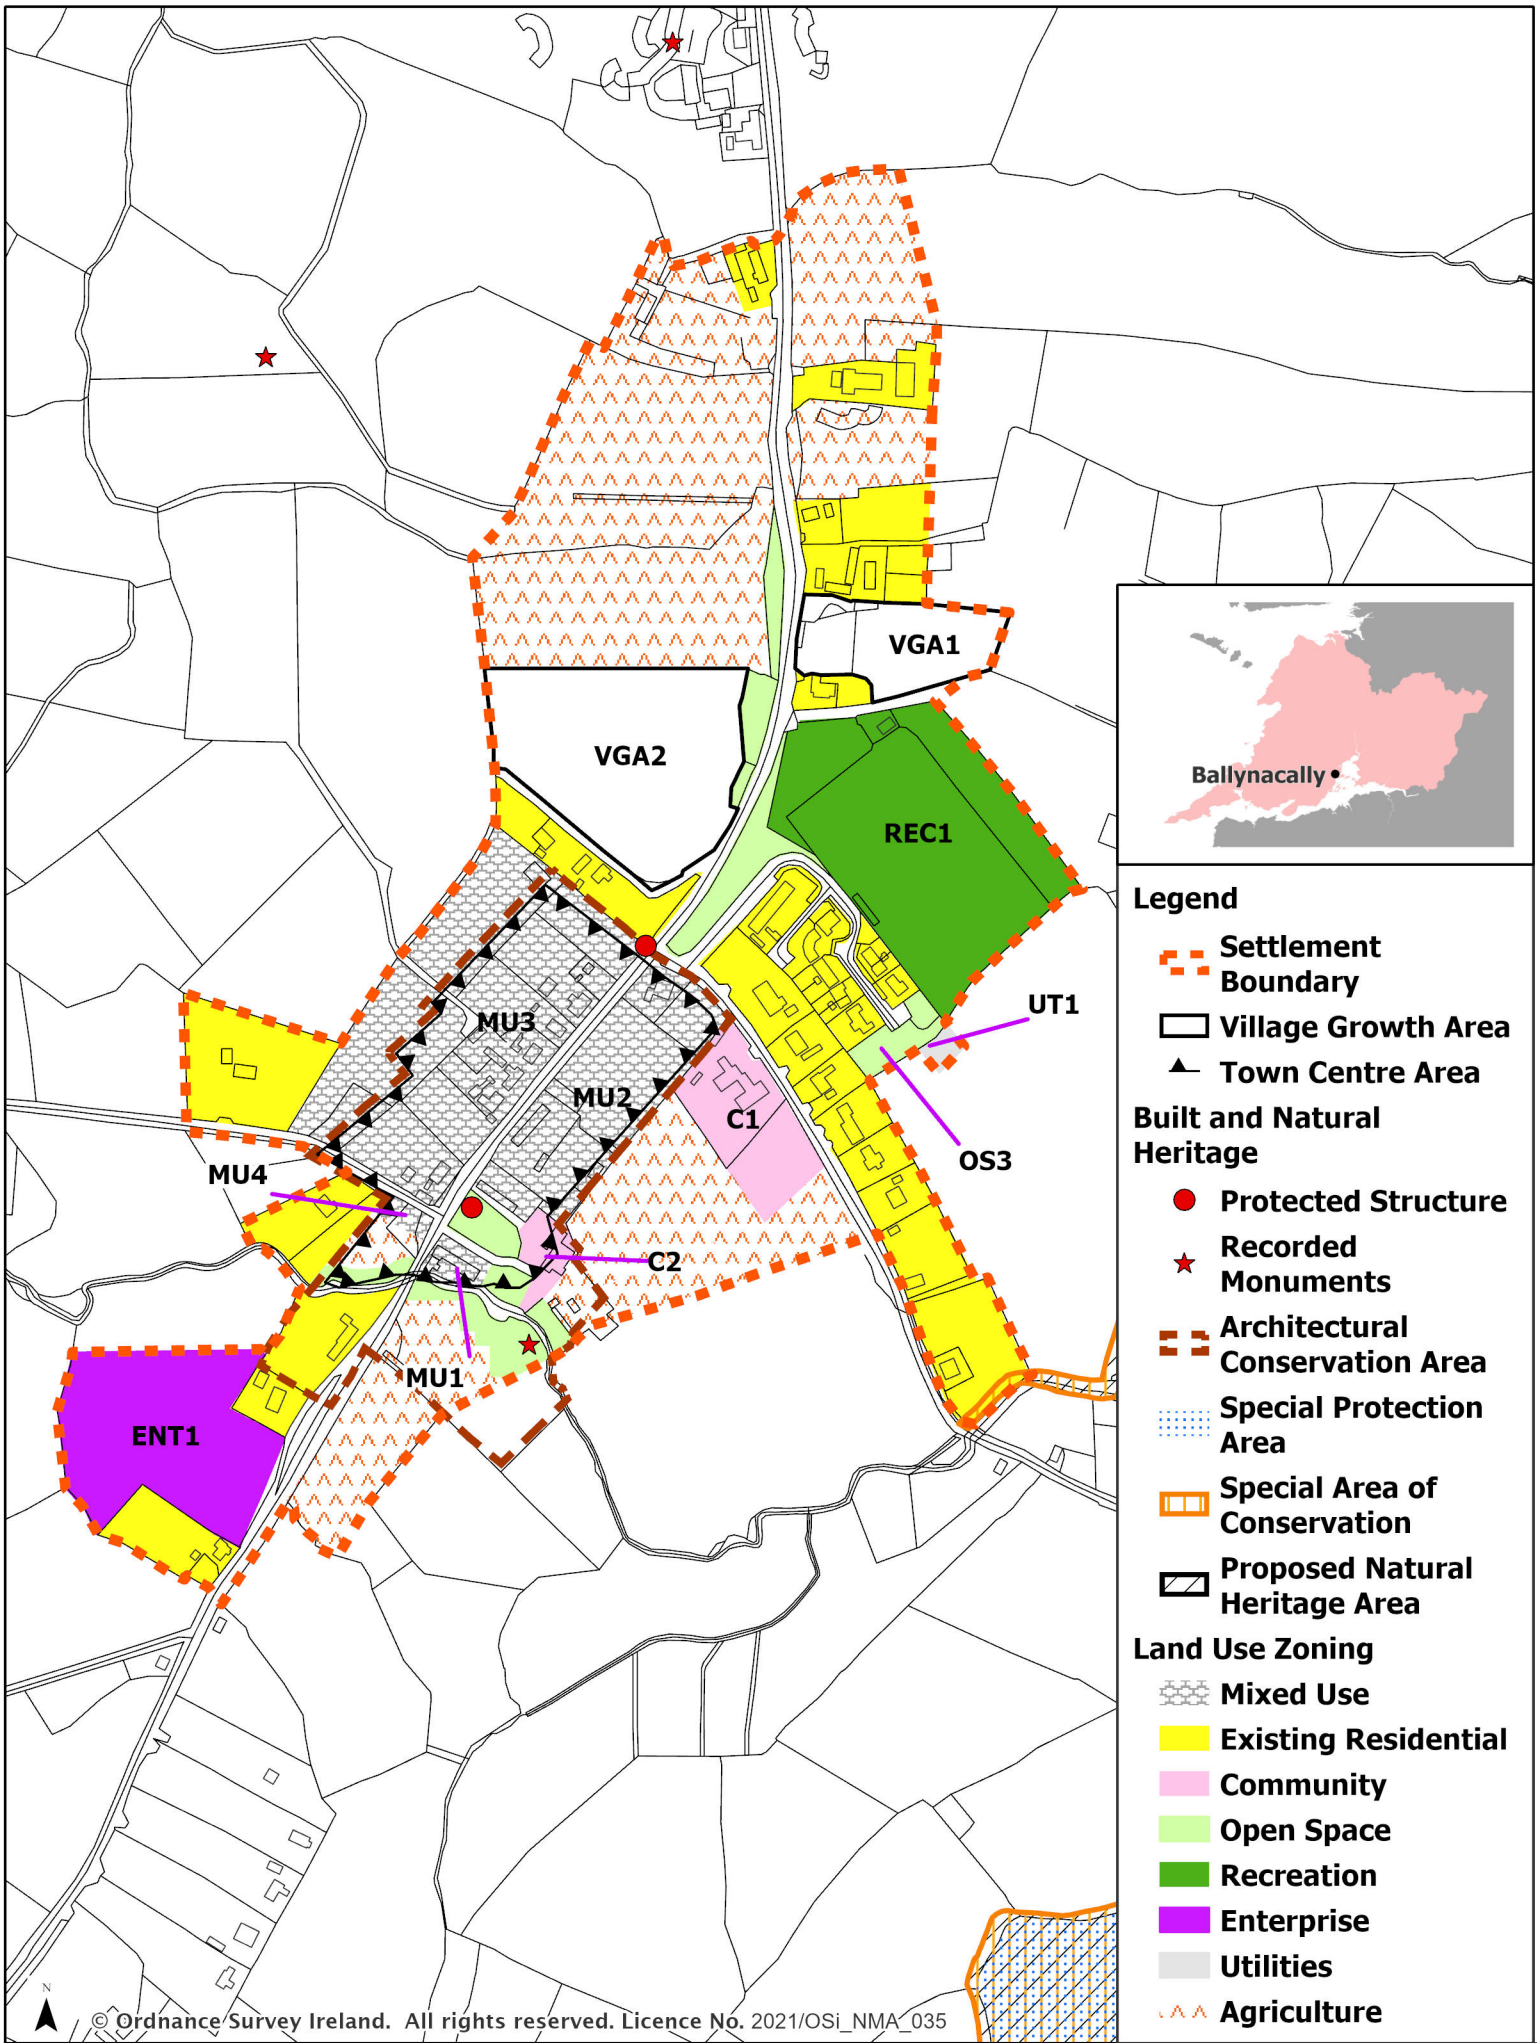 VGA1
VGA2
REC1
MU3
UT1
MU2
C1
OS3
MU4
C2
MU1
ENT1
Ballynacally
Legend
Settlement
Boundary
Village Growth Area
Town Centre Area
Built and Natural
Heritage
Protected Structure
Recorded
Monuments
Architectural
Conservation Area
Special Protection
Area
Special Area of
Conservation
Proposed Natural
Heritage Area
Land Use Zoning
Mixed Use
Existing Residential
Community
Open Space
Recreation
Enterprise
Utilities
Agriculture
N
© Ordnance Survey Ireland. All rights reserved. Licence No. 2021/OSi_NMA_035